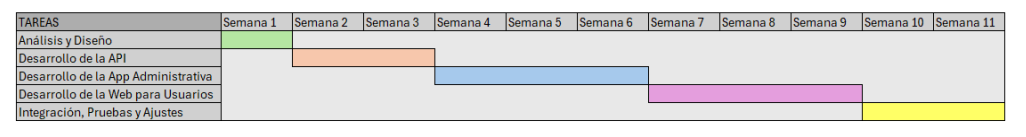 TAREAS Semana 1 Semana 2 Semana 3 Semana 4 Semana 5 Semana 6 Semana 7 Semana 8 Semana 9 Semana 10 Semana 11
Análisis y Diseño
Desarrollo de la API
Desarrollo de la App Administrativa
Desarrollo de la Web para Usuarios
Integración, Pruebas y Ajustes